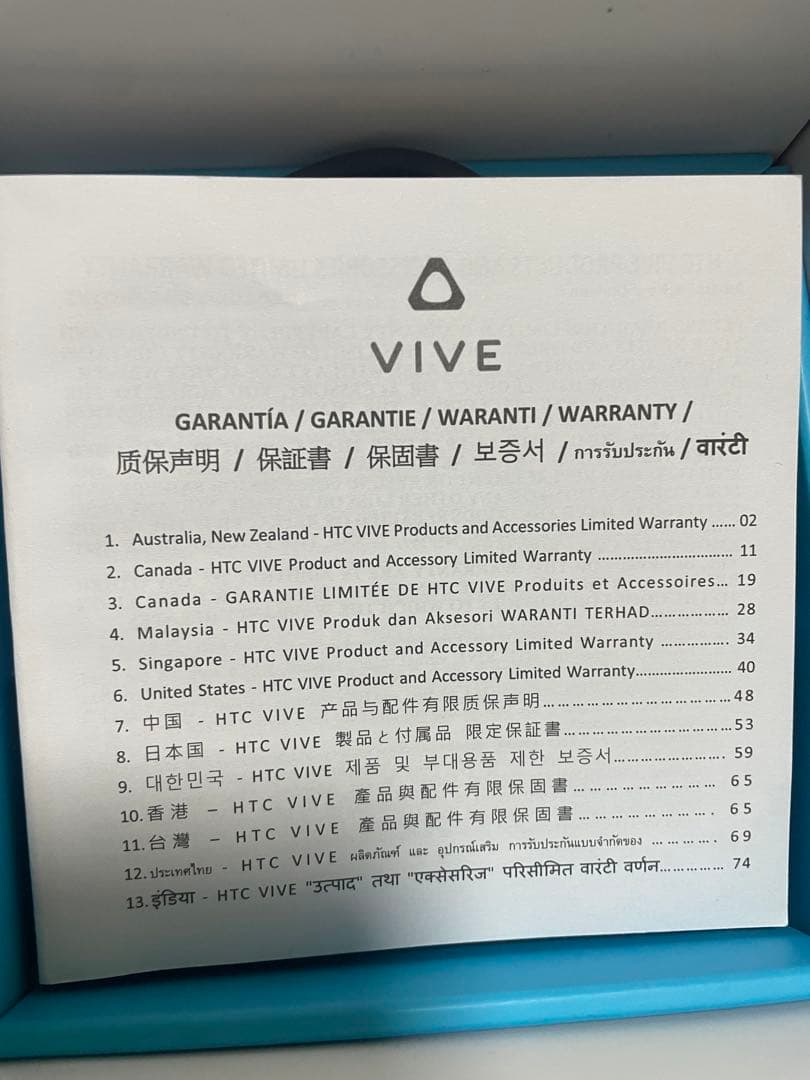 VIVE
GARANTÍA / GARANTIE / WARANTI / WARRANTY /
质保声明 / 保証書 / 保固書 / 보증서 / การรับประกัน / वारंटी
1. Australia, New Zealand - HTC VIVE Products and Accessories Limited Warranty ...... 02
2. Canada - HTC VIVE Product and Accessory Limited Warranty .................................. 11
3. Canada - GARANTIE LIMITÉE DE HTC VIVE Produits et Accessoires... 19
4. Malaysia - HTC VIVE Produk dan Aksesori WARANTI TERHAD.................. 28
5. Singapore - HTC VIVE Product and Accessory Limited Warranty ................ 34
6. United States - HTC VIVE Product and Accessory Limited Warranty........................ 40
7. 中国 - HTC VIVE 产品与配件有限质保声明....................................48
8. 日本国 - HTC VIVE 製品と付属品 限定保証書................................53
9. 대한민국 - HTC VIVE 제품 및 부대용품 제한 보증서...................... 59
10. 香港 – HTC VIVE 產品與配件有限保固書........................ 65
11. 台灣 – HTC VIVE 產品與配件有限保固書........................ 65
12. ประเทศไทย - HTC VIVE ผลิตภัณฑ์ และ อุปกรณ์เสริม การรับประกันแบบจำกัดของ ............ 69
13. इंडिया - HTC VIVE "उत्पाद" तथा "एक्सेसरिज" परिसीमित वारंटी वर्णन............... 74